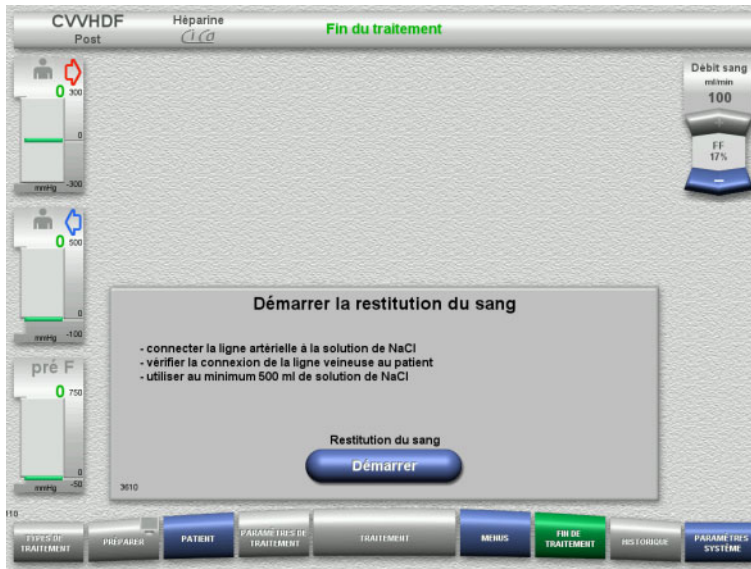 CVVHDF
Post
Héparine
Ci Ca
Fin du traitement
0
300
0
-300
mmHg
0
500
0
-100
mmHg
pré F
0
750
0
-50
mmHg
Débit sang
ml/min
100
+
FF
17%
−
Démarrer la restitution du sang
- connecter la ligne artérielle à la solution de NaCl
- vérifier la connexion de la ligne veineuse au patient
- utiliser au minimum 500 ml de solution de NaCl
Restitution du sang
Démarrer
3610
TYPES DE
TRAITEMENT
PRÉPARER
PATIENT
PARAMÈTRES DE
TRAITEMENT
TRAITEMENT
MENUS
FIN DE
TRAITEMENT
HISTORIQUE
PARAMÈTRES
SYSTÈME